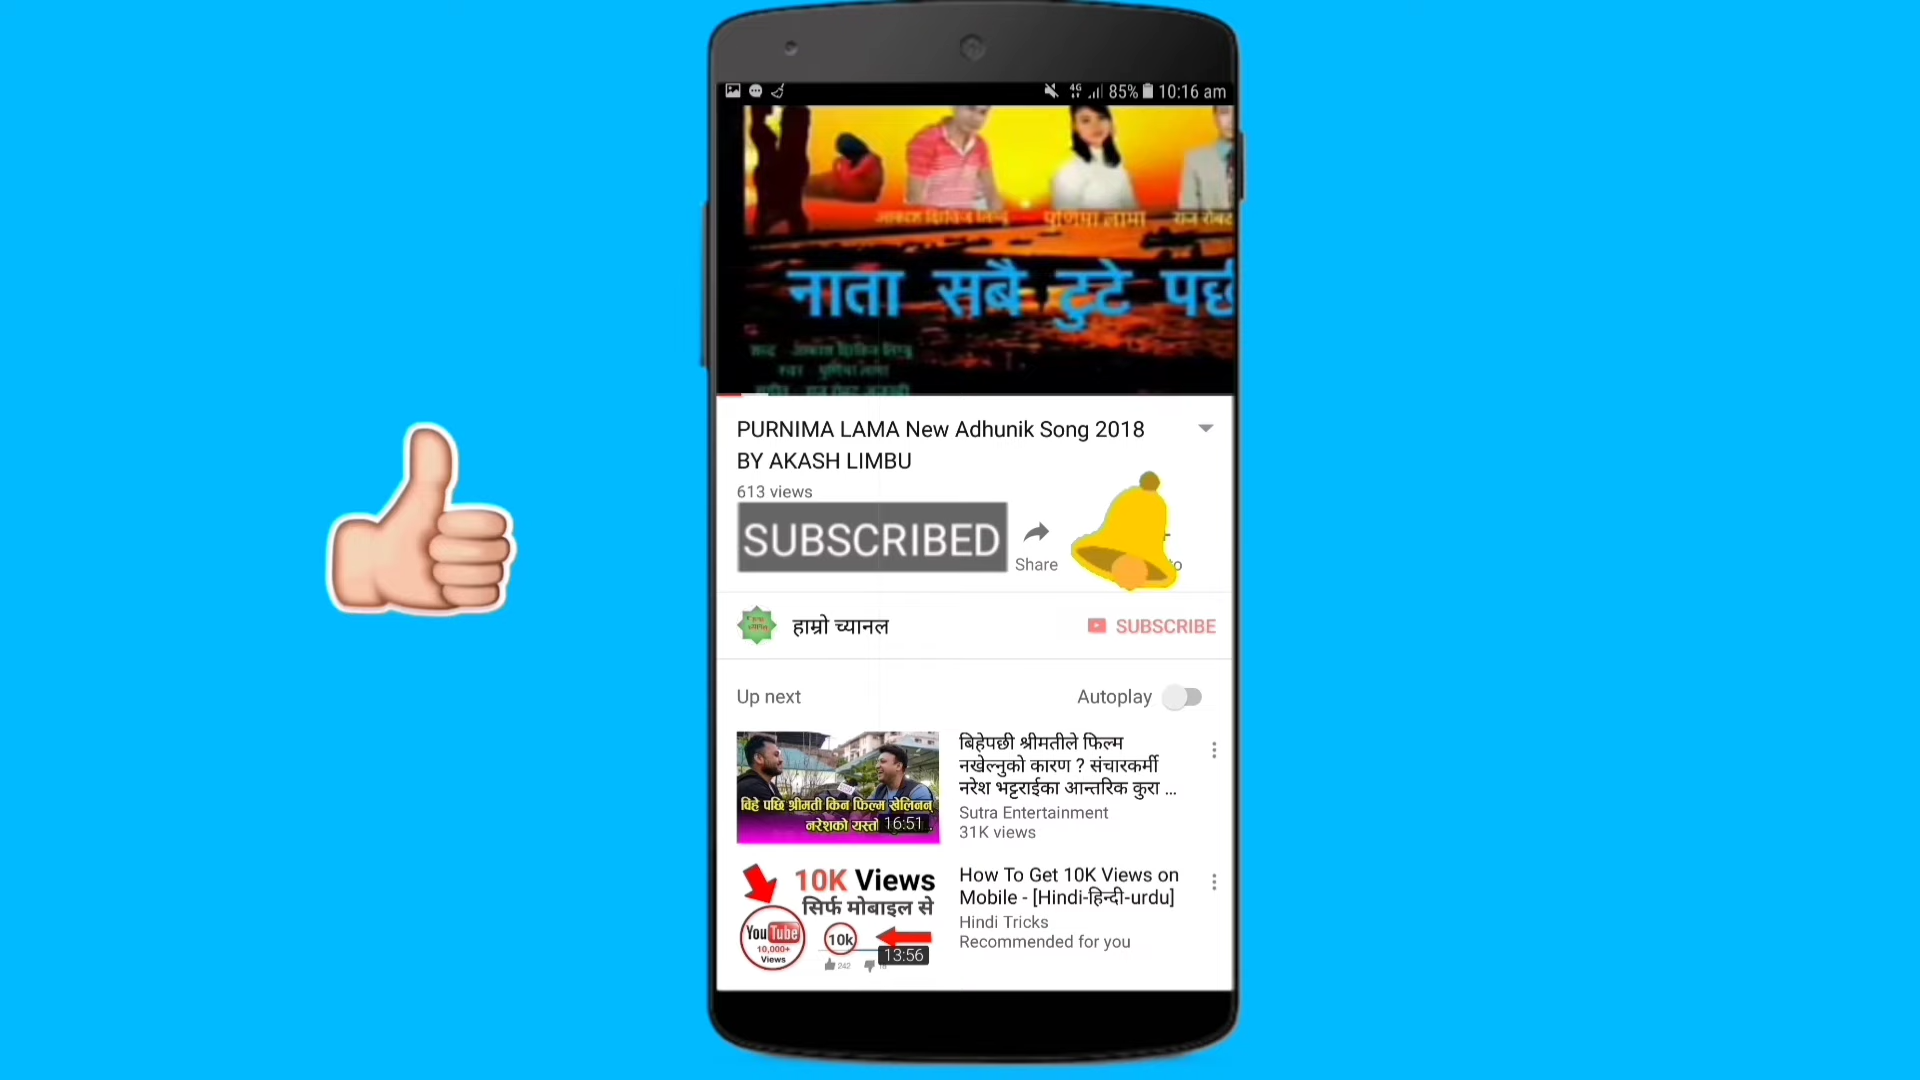 4G 85% 10:16 am
पुर्णिमा लामा
नाता सबै टुटे
PURNIMA LAMA New Adhunik Song 2018
BY AKASH LIMBU
613 views
SUBSCRIBED
Share
हाम्रो च्यानल
SUBSCRIBE
Up next
Autoplay
बिहे पछि श्रीमती किन फिल्म खेलिनन्
नरेशको
16:51
बिहेपछी श्रीमतीले फिल्म
नखेल्नुको कारण ? संचारकर्मी
नरेश भट्टराईका आन्तरिक कुरा ...
Sutra Entertainment
31K views
10K Views
सिर्फ मोबाइल से
YouTube
10,000+
Views
10k
242
13:56
How To Get 10K Views on
Mobile - [Hindi-हिन्दी-urdu]
Hindi Tricks
Recommended for you